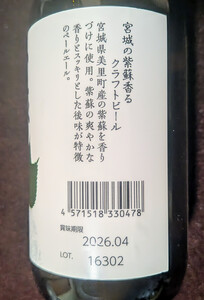 宮城の紫蘇香る
クラフトビール
宮城県美里町産の紫蘇を香り
づけに使用。紫蘇の爽やかな
香りとスッキリとした後味が特徴
のペールエール。
4 571518 330478
賞味期限
2026.04
LOT.
16302